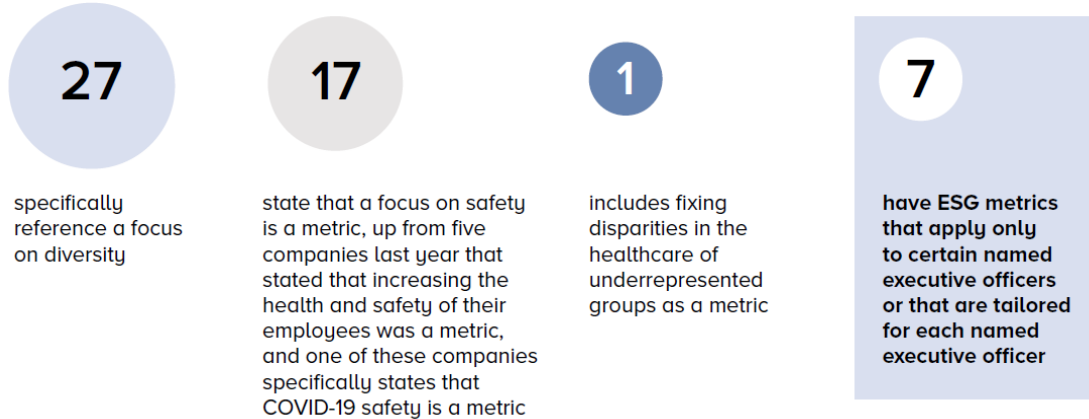 27
specifically
reference a focus
on diversity
17
state that a focus on safety
is a metric, up from five
companies last year that
stated that increasing the
health and safety of their
employees was a metric,
and one of these companies
specifically states that
COVID-19 safety is a metric
1
includes fixing
disparities in the
healthcare of
underrepresented
groups as a metric
7
have ESG metrics
that apply only
to certain named
executive officers
or that are tailored
for each named
executive officer